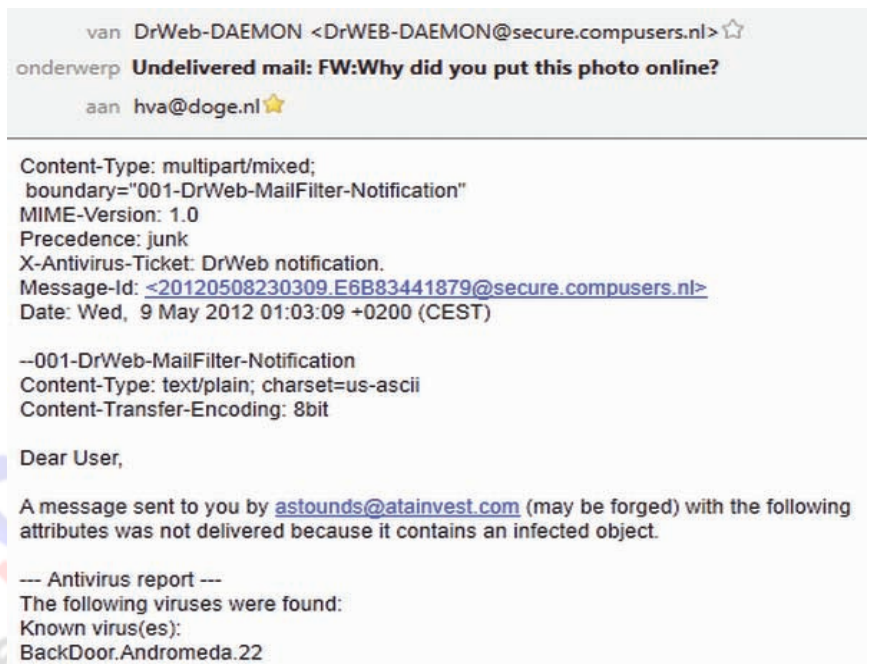 van DrWeb-DAEMON <DrWEB-DAEMON@secure.compusers.nl>
onderwerp Undelivered mail: FW:Why did you put this photo online?
aan hva@doge.nl
Content-Type: multipart/mixed;
boundary="001-DrWeb-MailFilter-Notification"
MIME-Version: 1.0
Precedence: junk
X-Antivirus-Ticket: DrWeb notification.
Message-Id: <20120508230309.E6B83441879@secure.compusers.nl>
Date: Wed, 9 May 2012 01:03:09 +0200 (CEST)
--001-DrWeb-MailFilter-Notification
Content-Type: text/plain; charset=us-ascii
Content-Transfer-Encoding: 8bit
Dear User,
A message sent to you by astounds@atainvest.com (may be forged) with the following
attributes was not delivered because it contains an infected object.
--- Antivirus report ---
The following viruses were found:
Known virus(es):
BackDoor.Andromeda.22